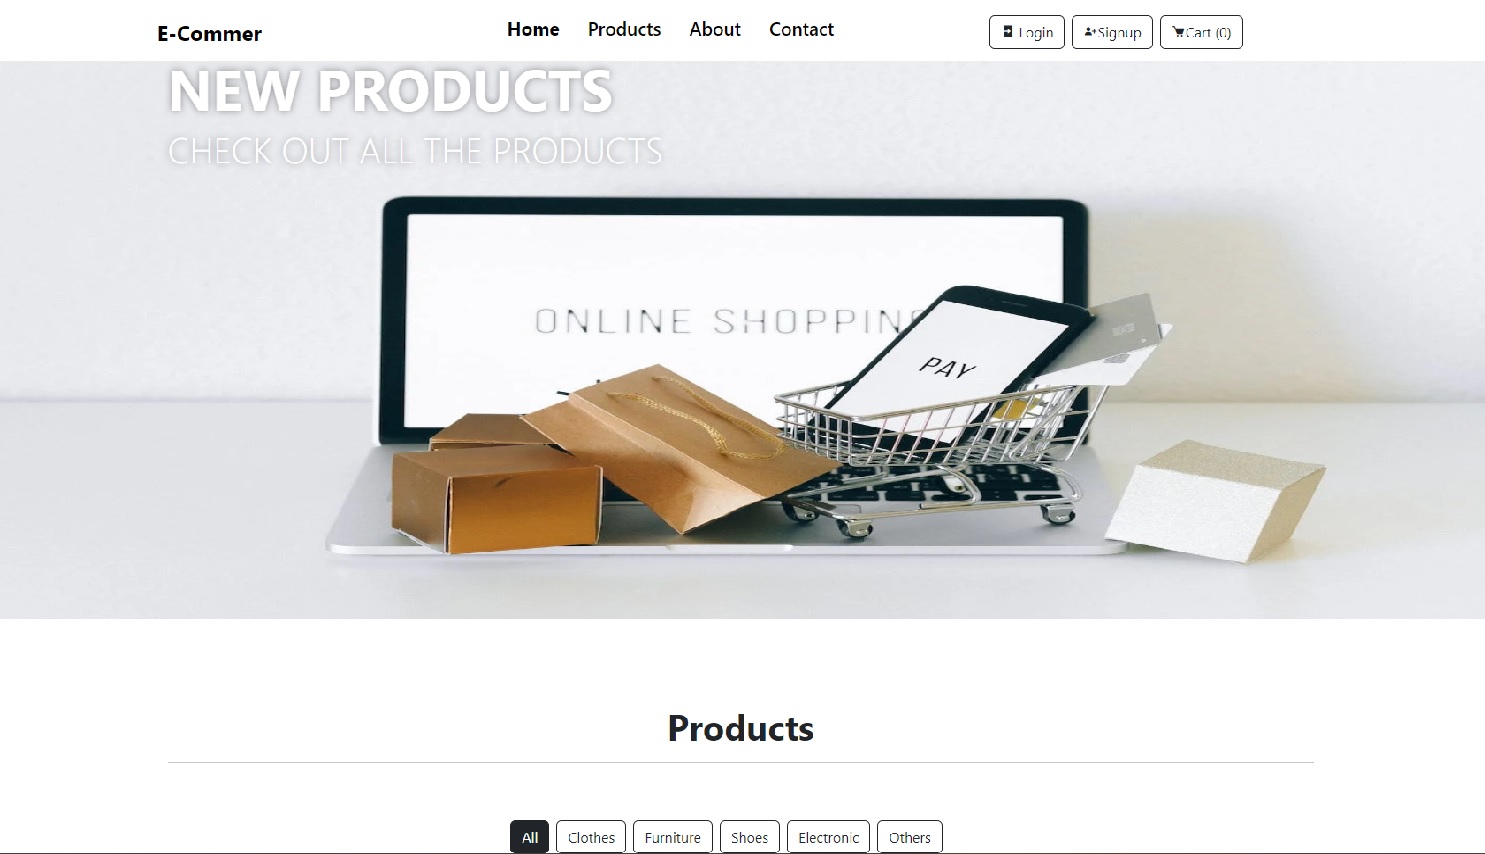 E-Commer
Home Products About Contact
Login Signup Cart (0)
NEW PRODUCTS
CHECK OUT ALL THE PRODUCTS
ONLINE SHOPPIN
PAY
Products
All Clothes Furniture Shoes Electronic Others